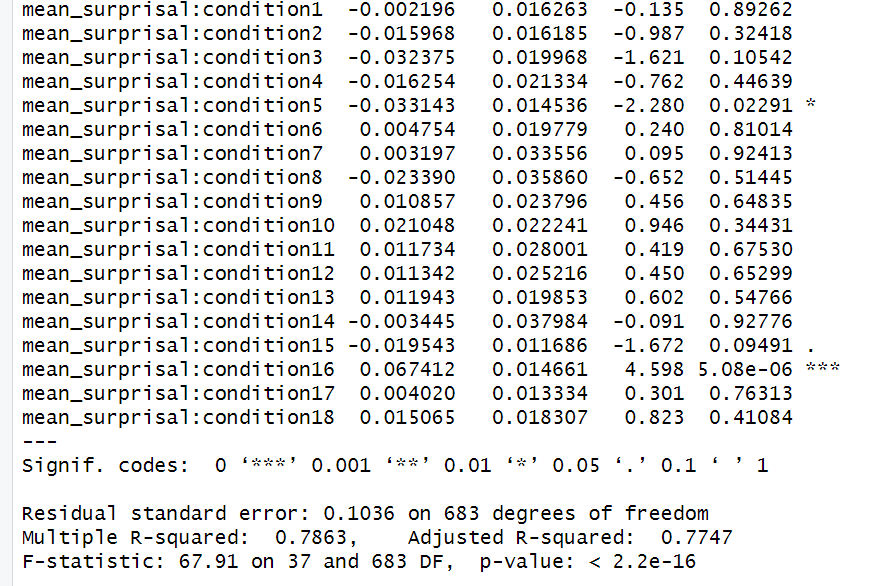 mean_surprisal:condition1  -0.002196   0.016263  -0.135  0.89262
mean_surprisal:condition2  -0.015968   0.016185  -0.987  0.32418
mean_surprisal:condition3  -0.032375   0.019968  -1.621  0.10542
mean_surprisal:condition4  -0.016254   0.021334  -0.762  0.44639
mean_surprisal:condition5  -0.033143   0.014536  -2.280  0.02291 *
mean_surprisal:condition6   0.004754   0.019779   0.240  0.81014
mean_surprisal:condition7   0.003197   0.033556   0.095  0.92413
mean_surprisal:condition8  -0.023390   0.035860  -0.652  0.51445
mean_surprisal:condition9   0.010857   0.023796   0.456  0.64835
mean_surprisal:condition10  0.021048   0.022241   0.946  0.34431
mean_surprisal:condition11  0.011734   0.028001   0.419  0.67530
mean_surprisal:condition12  0.011342   0.025216   0.450  0.65299
mean_surprisal:condition13  0.011943   0.019853   0.602  0.54766
mean_surprisal:condition14 -0.003445   0.037984  -0.091  0.92776
mean_surprisal:condition15 -0.019543   0.011686  -1.672  0.09491 .
mean_surprisal:condition16  0.067412   0.014661   4.598 5.08e-06 ***
mean_surprisal:condition17  0.004020   0.013334   0.301  0.76313
mean_surprisal:condition18  0.015065   0.018307   0.823  0.41084
---
Signif. codes:  0 ‘***’ 0.001 ‘**’ 0.01 ‘*’ 0.05 ‘.’ 0.1 ‘ ’ 1
Residual standard error: 0.1036 on 683 degrees of freedom
Multiple R-squared:  0.7863,    Adjusted R-squared:  0.7747
F-statistic: 67.91 on 37 and 683 DF,  p-value: < 2.2e-16